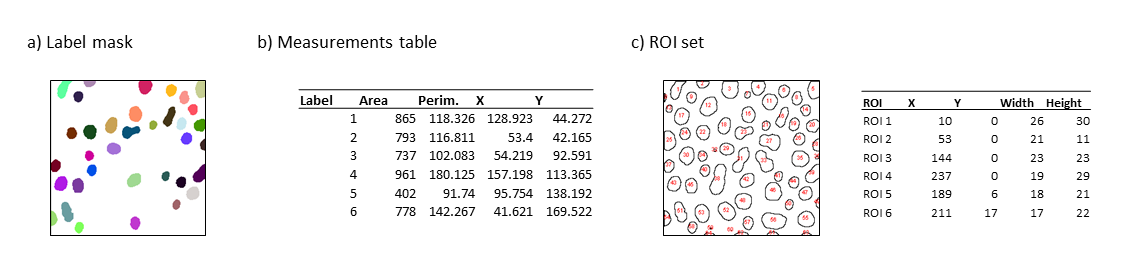 a) Label mask
b) Measurements table
c) ROI set
Label Area Perim. X Y
1 865 118.326 128.923 44.272
2 793 116.811 53.4 42.165
3 737 102.083 54.219 92.591
4 961 180.125 157.198 113.365
5 402 91.74 95.754 138.192
6 778 142.267 41.621 169.522
ROI X Y Width Height
ROI 1 10 0 26 30
ROI 2 53 0 21 11
ROI 3 144 0 23 23
ROI 4 237 0 19 29
ROI 5 189 6 18 21
ROI 6 211 17 17 22